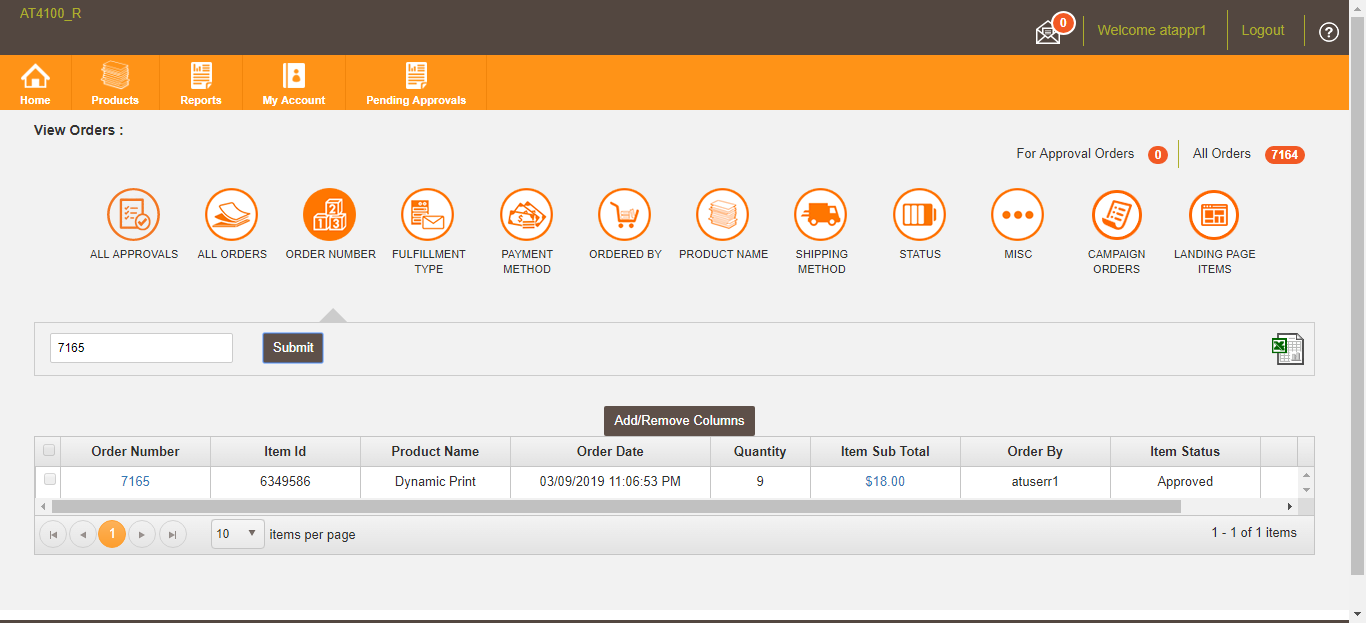 AT4100_R
0
Welcome atappr1
Logout
?
Home
Products
Reports
My Account
Pending Approvals
View Orders :
For Approval Orders 0
All Orders 7164
ALL APPROVALS
ALL ORDERS
2
1 3
ORDER NUMBER
FULFILLMENT
TYPE
PAYMENT
METHOD
ORDERED BY
PRODUCT NAME
SHIPPING
METHOD
STATUS
MISC
CAMPAIGN
ORDERS
LANDING PAGE
ITEMS
7165
Submit
Add/Remove Columns
Order Number Item Id Product Name Order Date Quantity Item Sub Total Order By Item Status
7165 6349586 Dynamic Print 03/09/2019 11:06:53 PM 9 $18.00 atuserr1 Approved
1
10
items per page
1 - 1 of 1 items